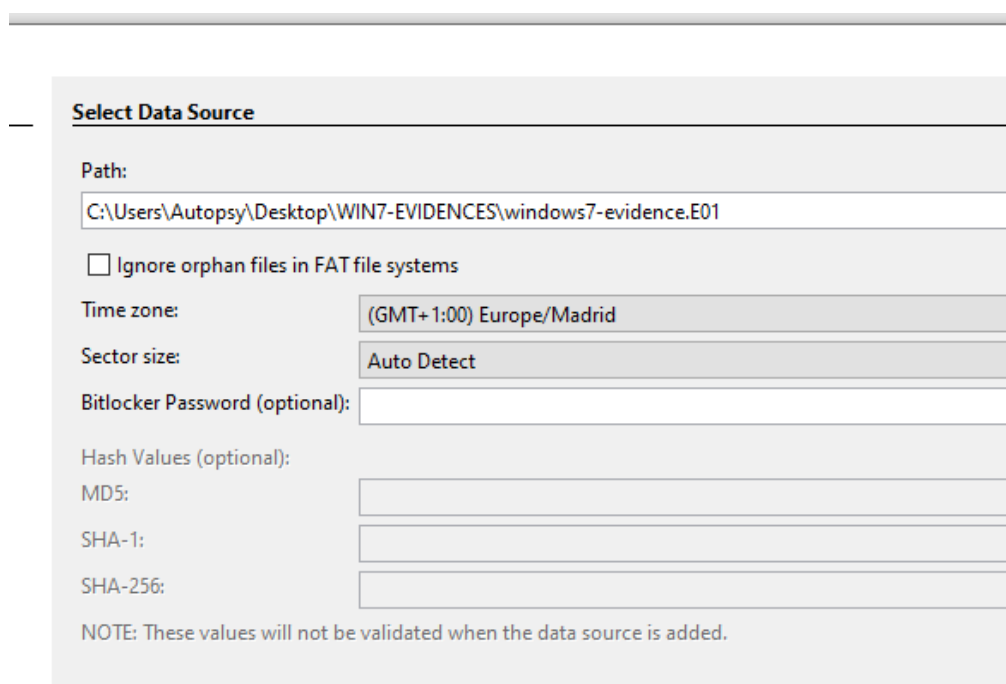 Select Data Source
Path:
C:\Users\Autopsy\Desktop\WIN7-EVIDENCES\windows7-evidence.E01
Ignore orphan files in FAT file systems
Time zone: (GMT+1:00) Europe/Madrid
Sector size: Auto Detect
Bitlocker Password (optional):
Hash Values (optional):
MD5:
SHA-1:
SHA-256:
NOTE: These values will not be validated when the data source is added.